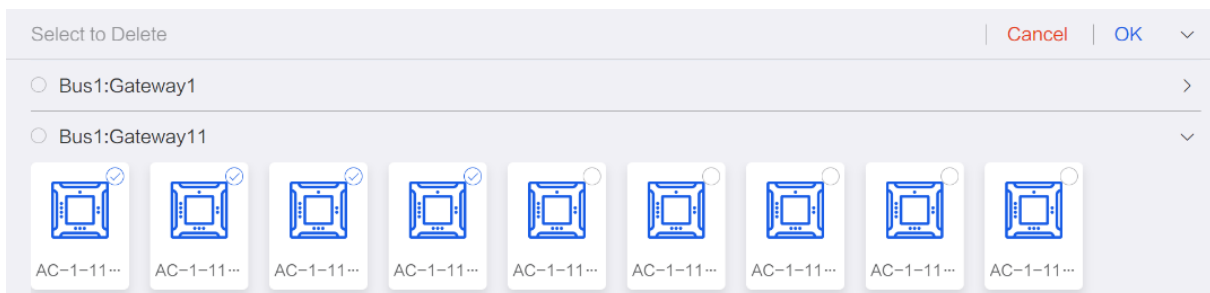 Select to Delete | Cancel | OK
Bus1:Gateway1
Bus1:Gateway11
AC-1-11··· AC-1-11··· AC-1-11··· AC-1-11··· AC-1-11··· AC-1-11··· AC-1-11··· AC-1-11··· AC-1-11···